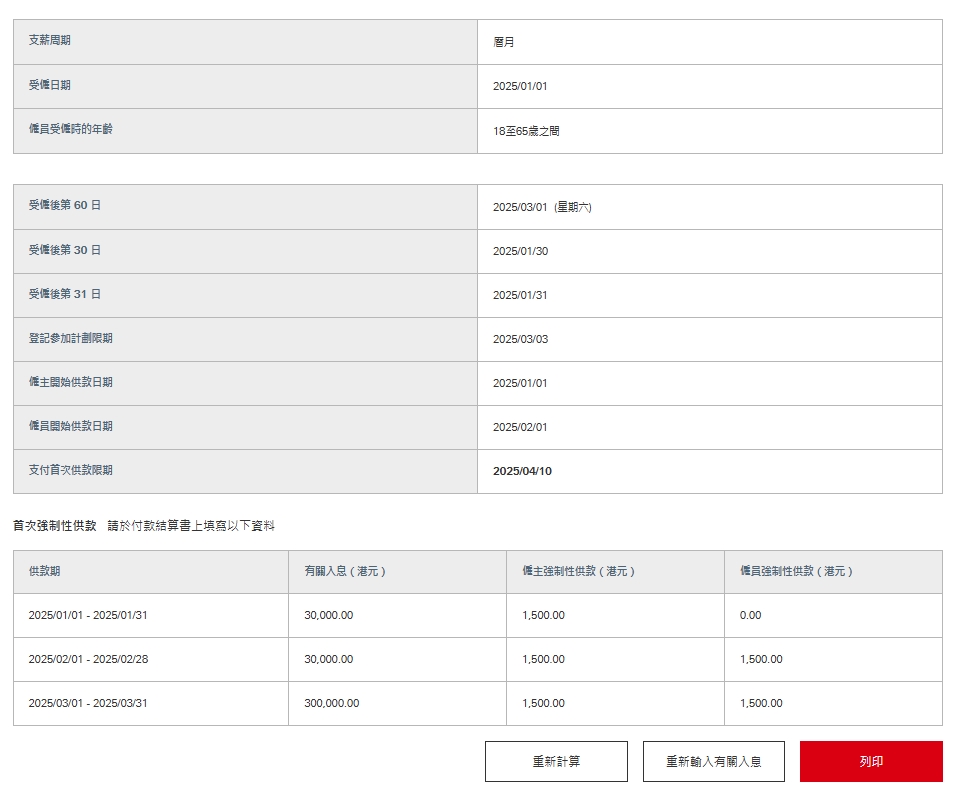 支薪周期 曆月
受僱日期 2025/01/01
僱員受僱時的年齡 18至65歲之間
受僱後第 60 日 2025/03/01 (星期六)
受僱後第 30 日 2025/01/30
受僱後第 31 日 2025/01/31
登記參加計劃限期 2025/03/03
僱主開始供款日期 2025/01/01
僱員開始供款日期 2025/02/01
支付首次供款限期 2025/04/10
首次強制性供款 請於付款結算書上填寫以下資料
供款期 有關入息 ( 港元 ) 僱主強制性供款 ( 港元 ) 僱員強制性供款 ( 港元 )
2025/01/01 - 2025/01/31 30,000.00 1,500.00 0.00
2025/02/01 - 2025/02/28 30,000.00 1,500.00 1,500.00
2025/03/01 - 2025/03/31 300,000.00 1,500.00 1,500.00
重新計算 重新輸入有關入息 列印